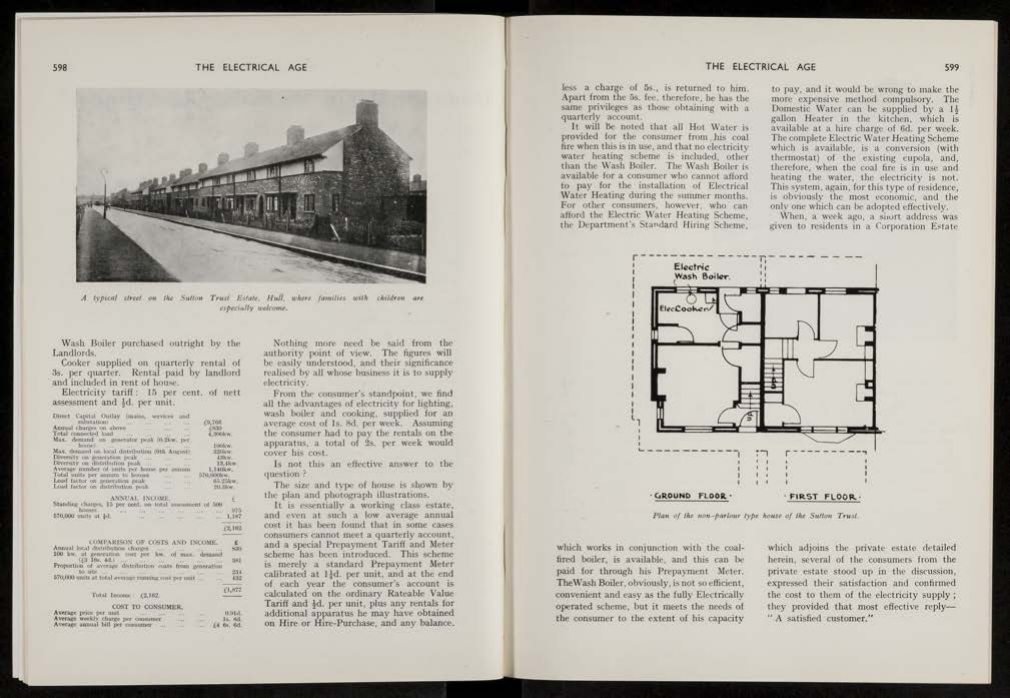 598
THE ELECTRICAL AGE
A typical street on the Sutton Trust Estate, Hull, where families with children are
especially welcome.
Wash Boiler purchased outright by the
Landlords.
Cooker supplied on quarterly rental of
3s. per quarter. Rental paid by landlord
and included in rent of house.
Electricity tariff: 15 per cent. of nett
assessment and ½d. per unit.
Direct Capital Outlay (mains, services and
substation)
Annual charges on above
Total connected load
Max. demand on generator peak
house)
Max. demand on local distribution (9th August)
Diversity on generation peak
Diversity on distribution peak
Average number of units per house per annum
Total units per annum to houses 570,000kw.
Load factor on generation peak
Load factor on distribution peak
ANNUAL INCOME. £
Standing charges, 15 per cent. on total assessment of 500
houses 975
570,000 units at ½d. 1,187
£2,162
COMPARISON OF COSTS AND INCOME. £
Annual local distribution charges
100 kw. at generation cost per kw. of max. demand
Proportion of average distribution costs from generation
to site
570,000 units at total average running cost per unit
£1,877
Total Income: £2,162.
COST TO CONSUMER.
Average price per unit
Average weekly charge per consumer 1s. 8d.
Average annual bill per consumer £4 6s. 6d.
Nothing more need be said from the
authority point of view. The figures will
be easily understood, and their significance
realised by all whose business it is to supply
electricity.
From the consumer's standpoint, we find
all the advantages of electricity for lighting,
wash boiler and cooking, supplied for an
average cost of 1s. 8d. per week. Assuming
the consumer had to pay the rentals on the
apparatus, a total of 2s. per week would
cover his cost.
Is not this an effective answer to the
question ?
The size and type of house is shown by
the plan and photograph illustrations.
It is essentially a working class estate,
and even at such a low average annual
cost it has been found that in some cases
consumers cannot meet a quarterly account,
and a special Prepayment Tariff and Meter
scheme has been introduced. This scheme
is merely a standard Prepayment Meter
calibrated at 1½d. per unit, and at the end
of each year the consumer's account is
calculated on the ordinary Rateable Value
Tariff and ½d. per unit, plus any rentals for
additional apparatus he may have obtained
on Hire or Hire-Purchase, and any balance,
THE ELECTRICAL AGE
599
less a charge of 5s., is returned to him.
Apart from the 5s. fee, therefore, he has the
same privileges as those obtaining with a
quarterly account.
It will be noted that all Hot Water is
provided for the consumer from his coal
fire when this is in use, and that no electricity
water heating scheme is included, other
than the Wash Boiler. The Wash Boiler is
available for a consumer who cannot afford
to pay for the installation of Electrical
Water Heating during the summer months.
For other consumers, however, who can
afford the Electric Water Heating Scheme,
the Department's Standard Hiring Scheme,
to pay, and it would be wrong to make the
more expensive method compulsory. The
Domestic Water can be supplied by a 1½
gallon Heater in the kitchen, which is
available at a hire charge of 6d. per week.
The complete Electric Water Heating Scheme
which is available, is a conversion (with
thermostat) of the existing cupola, and,
therefore, when the coal fire is in use and
heating the water, the electricity is not.
This system, again, for this type of residence,
is obviously the most economic, and the
only one which can be adopted effectively.
When, a week ago, a short address was
given to residents in a Corporation Estate
Electric
Wash Boiler.
Elec Cooker
· GROUND FLOOR ·
· FIRST FLOOR ·
Plan of the non-parlour type house of the Sutton Trust.
which works in conjunction with the coal-
fired boiler, is available, and this can be
paid for through his Prepayment Meter.
The Wash Boiler, obviously, is not so efficient,
convenient and easy as the fully Electrically
operated scheme, but it meets the needs of
the consumer to the extent of his capacity
which adjoins the private estate detailed
herein, several of the consumers from the
private estate stood up in the discussion,
expressed their satisfaction and confirmed
the cost to them of the electricity supply ;
they provided that most effective reply—
" A satisfied customer."